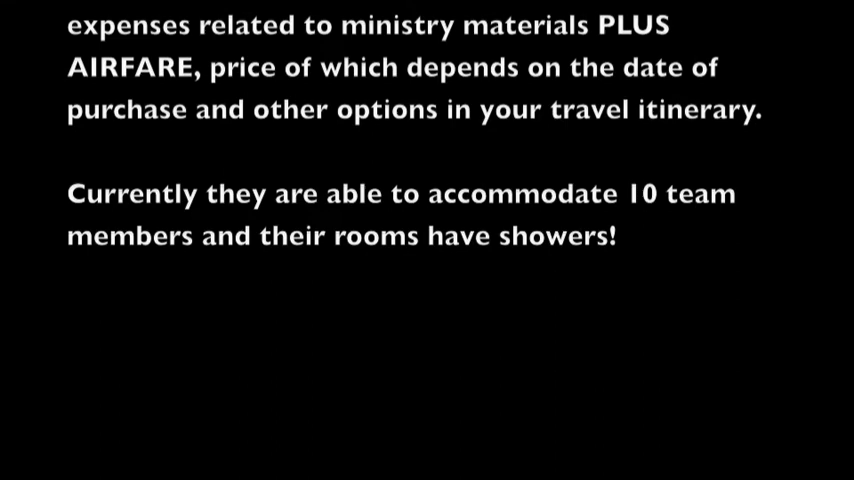 expenses related to ministry materials PLUS
AIRFARE, price of which depends on the date of
purchase and other options in your travel itinerary.
Currently they are able to accommodate 10 team
members and their rooms have showers!